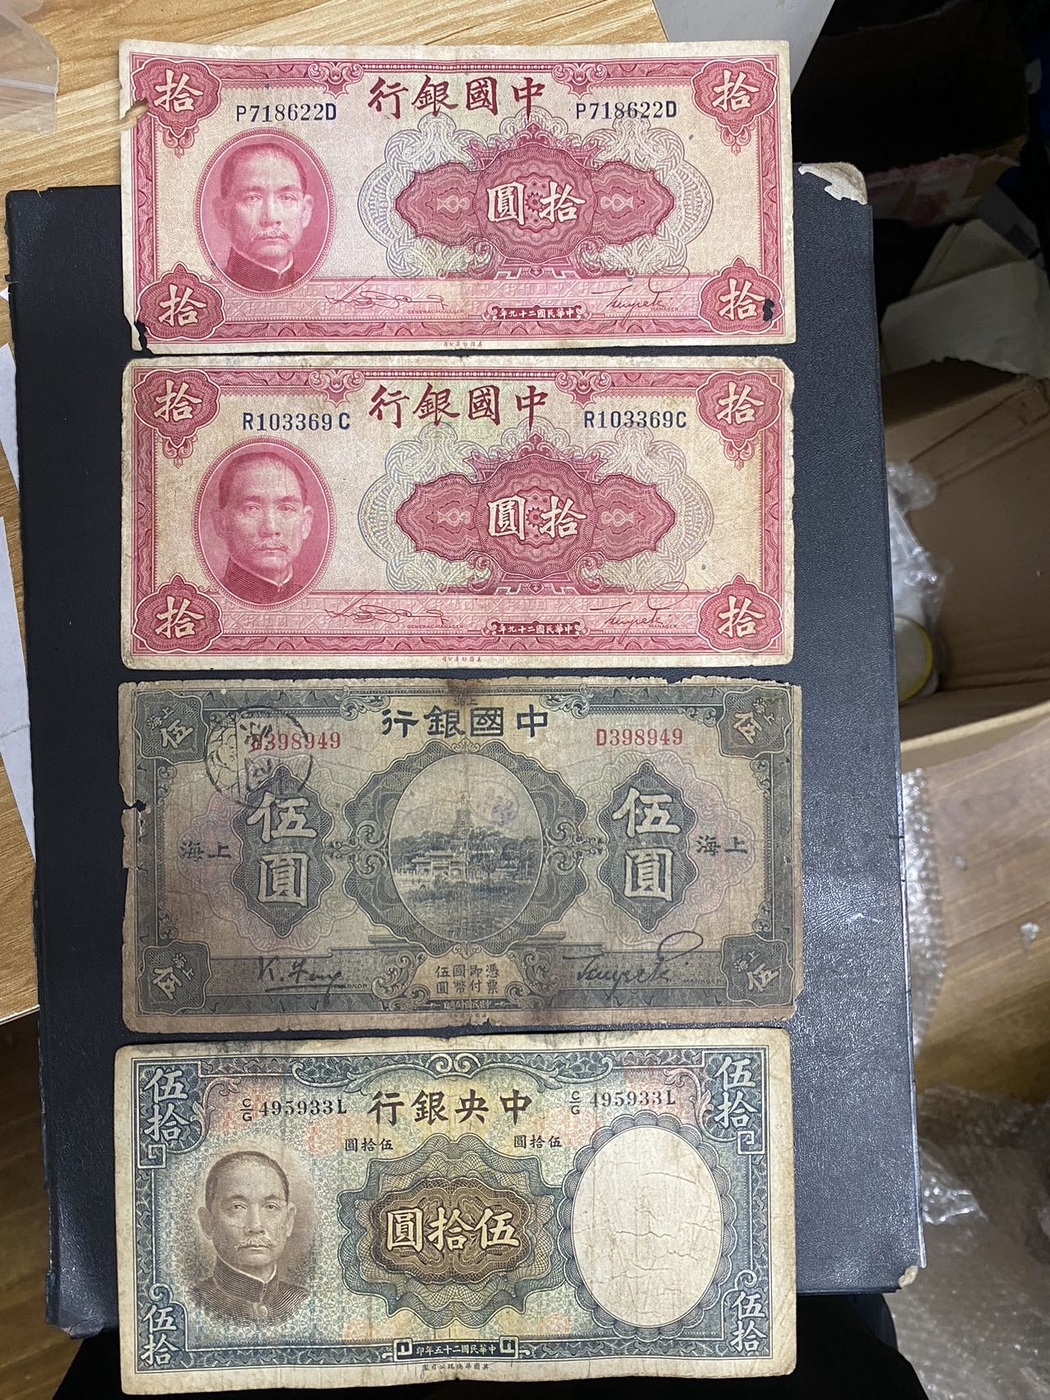 中國銀行
拾 拾
P718622D P718622D
拾圓
拾 拾
中華民國二十九年
中國銀行
拾 拾
R103369C R103369C
拾圓
拾 拾
中華民國二十九年
中國銀行
伍 伍
D398949 D398949
伍圓 伍圓
上海 上海
憑票即付國幣伍圓
伍 伍
中央銀行
伍拾 伍拾
C/G 495933L C/G 495933L
伍拾圓 伍拾圓
伍拾圓
伍拾 伍拾
中華民國二十五年印